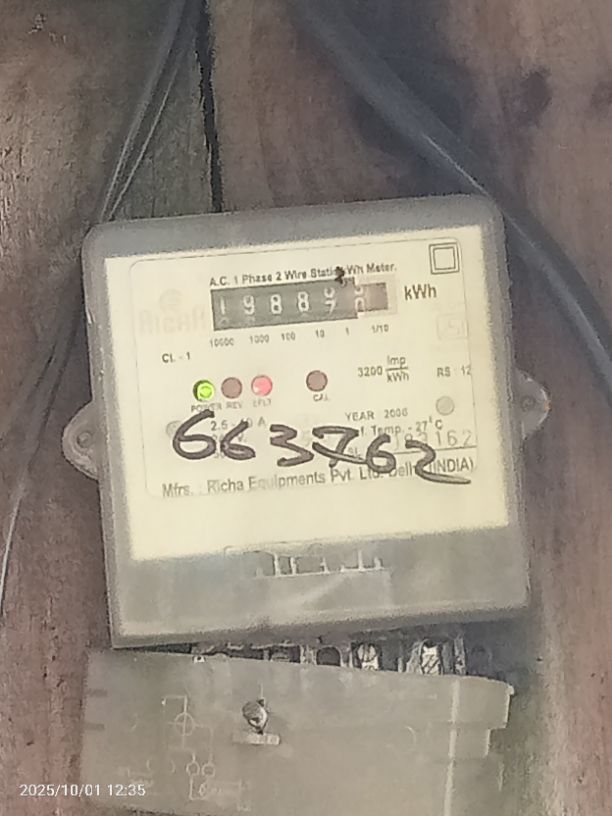 A.C. 1 Phase 2 Wire Static Wh Meter.
kWh
10000 1000 100 10 1 1/10
CL - 1
3200 Imp/kWh
RS : 12
POWER REV. EFLT CAL
YEAR 2006
663762
Mfrs. : Richa Equipments Pvt. Ltd. Delhi (INDIA)
2025/10/01 12:35